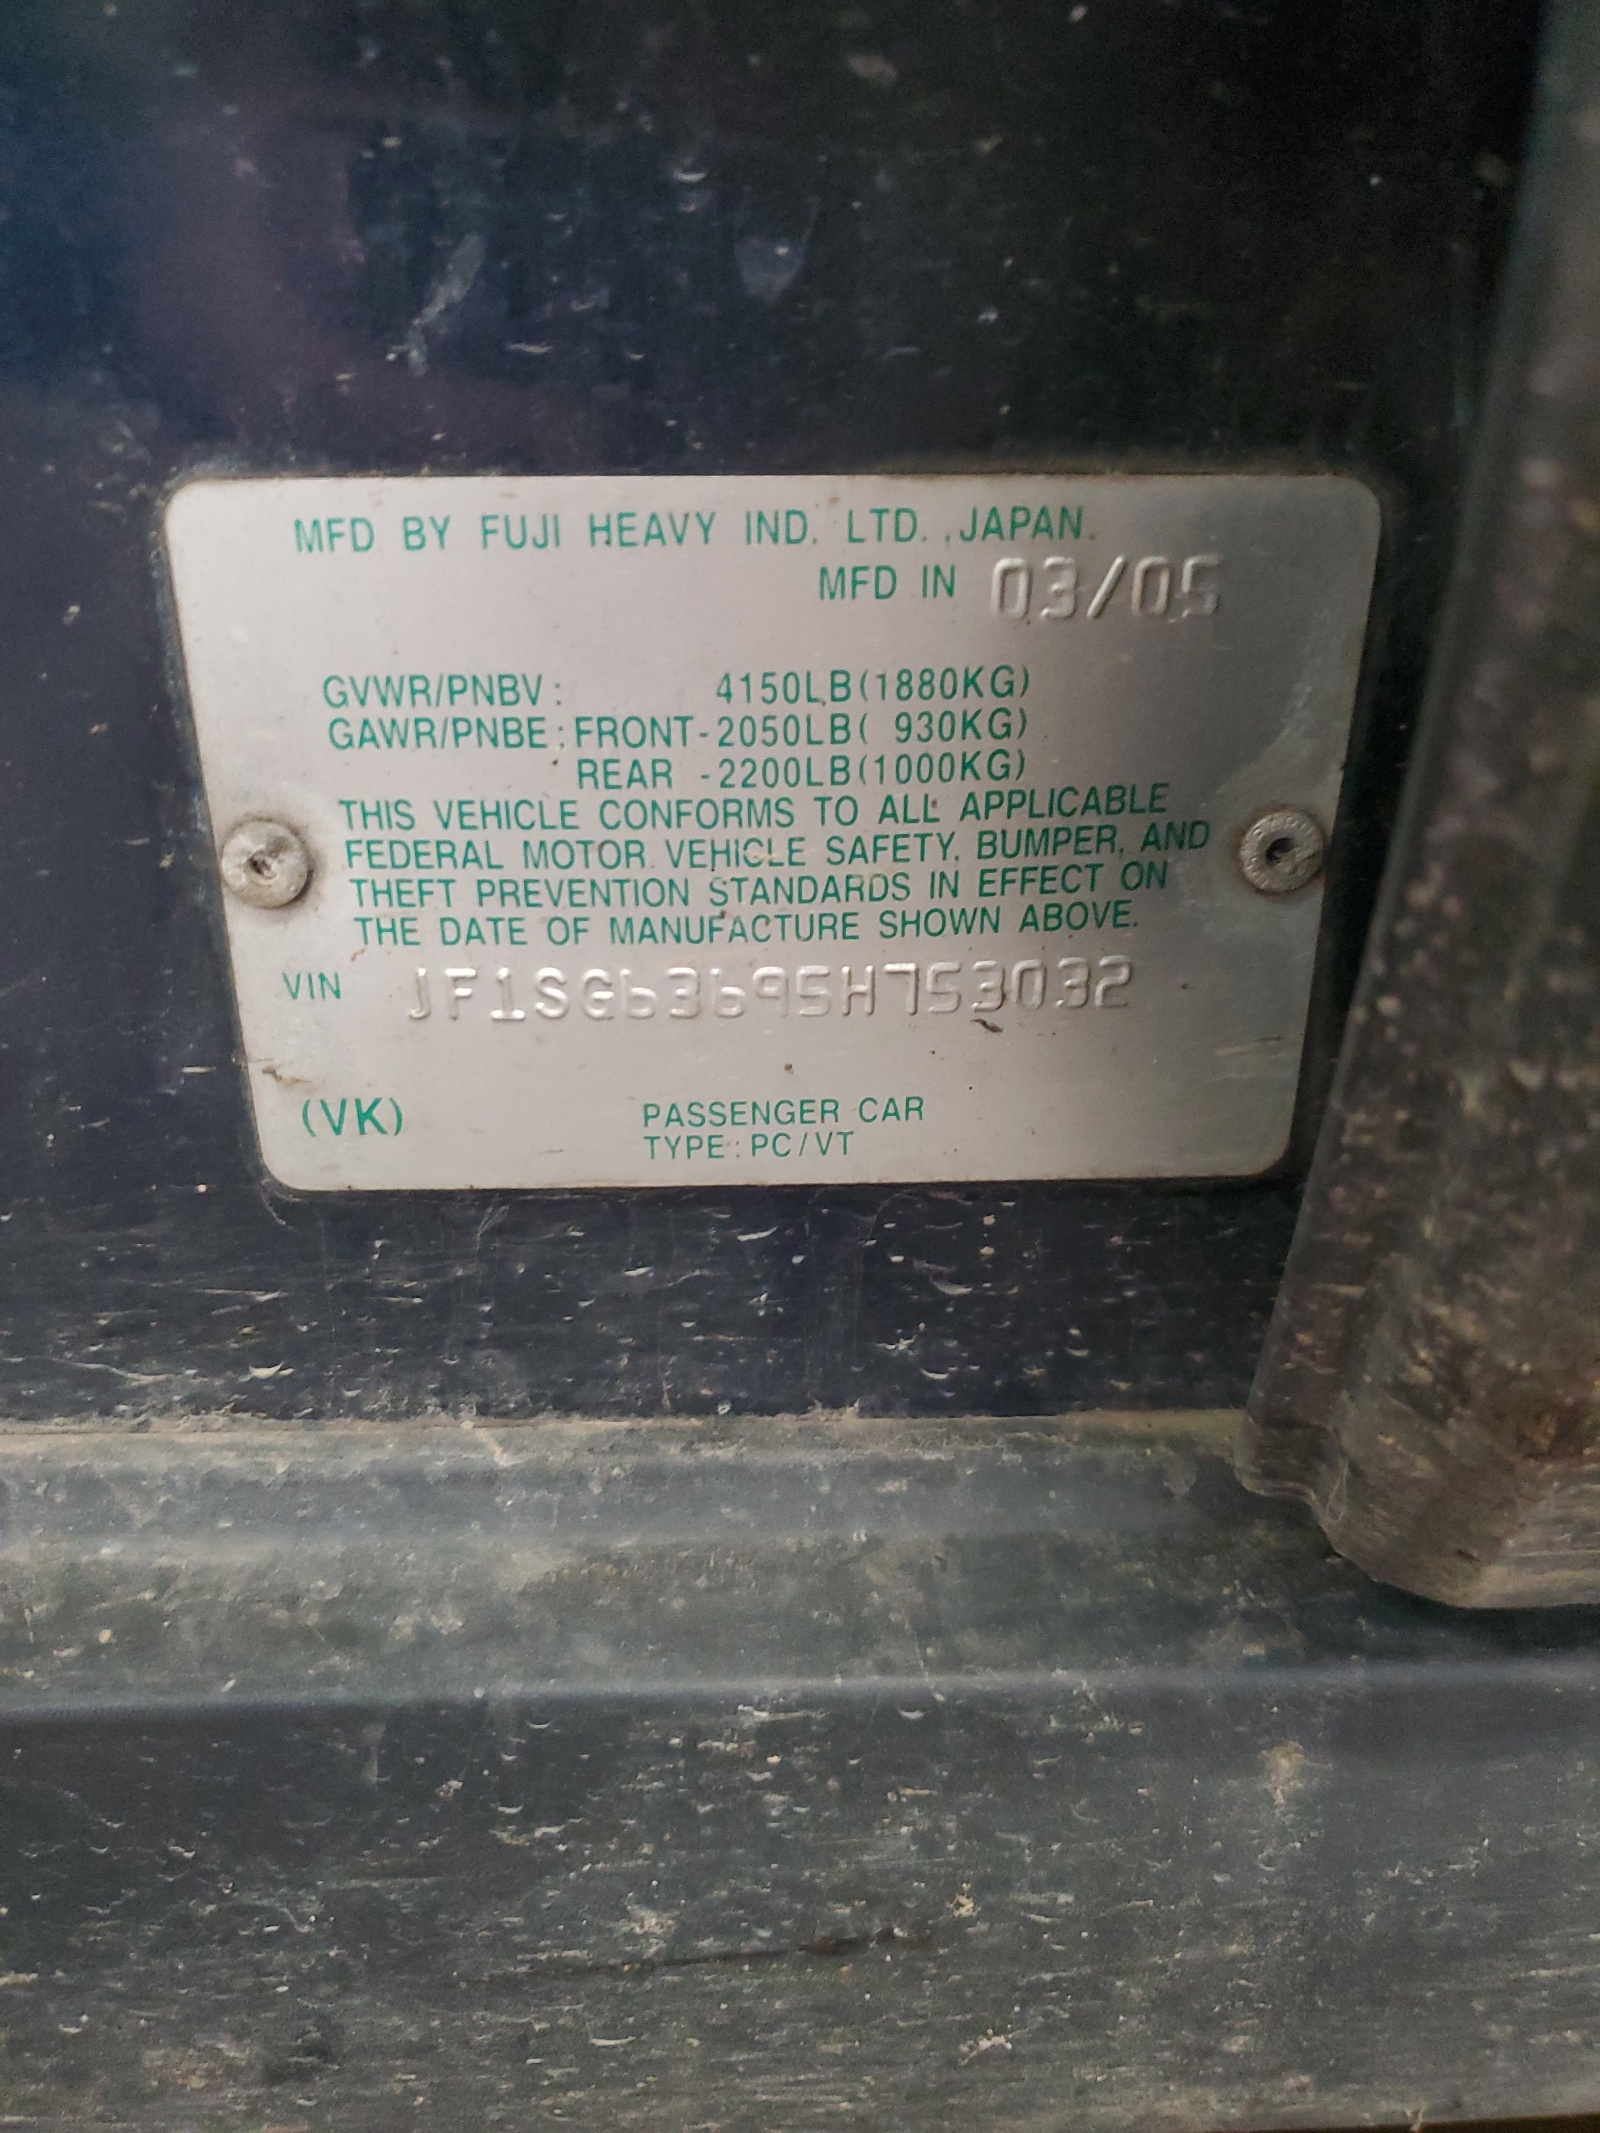 MFD BY FUJI HEAVY IND. LTD., JAPAN.
MFD IN 03/05
GVWR/PNBV: 4150LB(1880KG)
GAWR/PNBE:FRONT-2050LB( 930KG)
REAR -2200LB(1000KG)
THIS VEHICLE CONFORMS TO ALL APPLICABLE
FEDERAL MOTOR VEHICLE SAFETY, BUMPER, AND
THEFT PREVENTION STANDARDS IN EFFECT ON
THE DATE OF MANUFACTURE SHOWN ABOVE.
VIN JF1SG63695H753032
(VK) PASSENGER CAR
TYPE:PC/VT